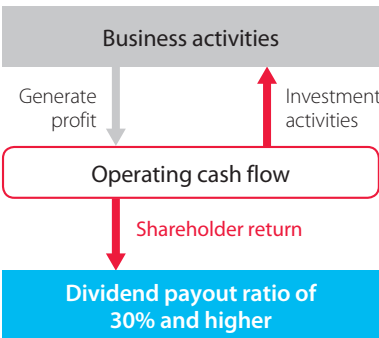 Business activities
Generate
profit
Investment
activities
Operating cash flow
Shareholder return
Dividend payout ratio of
30% and higher